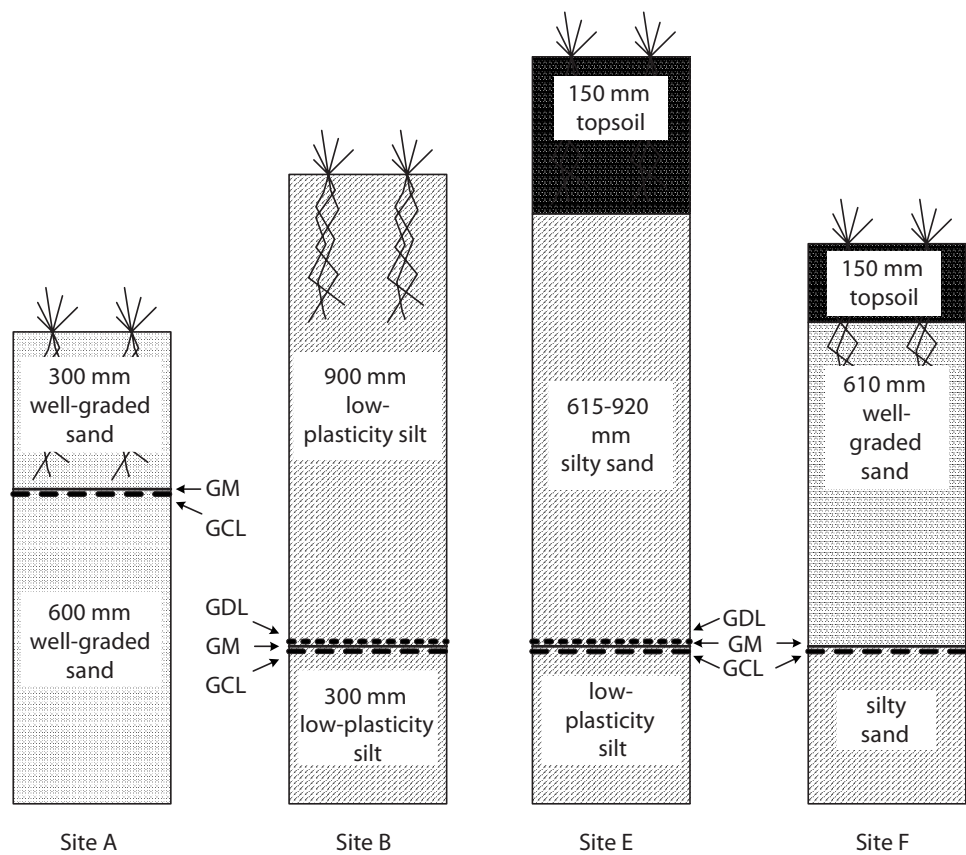 300 mm
well-graded
sand
GM
GCL
600 mm
well-graded
sand
Site A
900 mm
low-
plasticity silt
GDL
GM
GCL
300 mm
low-plasticity
silt
Site B
150 mm
topsoil
615-920
mm
silty sand
GDL
GM
GCL
low-
plasticity
silt
Site E
150 mm
topsoil
610 mm
well-
graded
sand
silty
sand
Site F